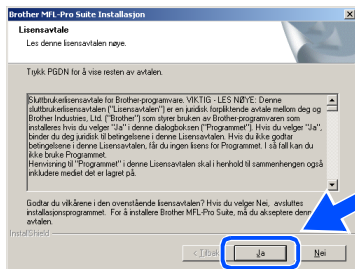 Brother MFL-Pro Suite Installasjon
Lisensavtale
Les denne lisensavtalen nøye.
Trykk PGDN for å vise resten av avtalen.
Sluttbrukerlisensavtale for Brother-programvare. VIKTIG - LES NØYE: Denne
sluttbrukerlisensavtalen ("Lisensavtalen") er en juridisk forpliktende avtale mellom deg og
Brother Industries, Ltd. ("Brother") som styrer bruken av Brother-programvaren som
installeres hvis du velger "Ja" i denne dialogboksen ("Programmet"). Hvis du velger "Ja",
binder du deg juridisk til betingelsene i denne Lisensavtalen. Hvis du ikke godtar
betingelsene i denne Lisensavtalen, får du ingen lisens for Programmet. I så fall kan du
ikke bruke Programmet.
Henvisning til "Programmet" i denne Lisensavtalen skal i henhold til sammenhengen også
inkludere mediet det er lagret på.
Godtar du vilkårene i den ovenstående lisensavtalen? Hvis du velger Nei, avsluttes
installasjonsprogrammet. For å installere Brother MFL-Pro Suite, må du akseptere denne
avtalen.
InstallShield
< Tilbake
Ja
Nei